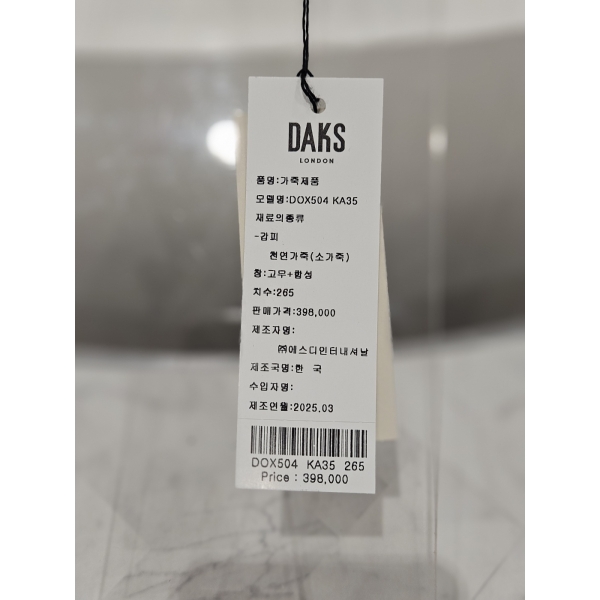 DAKS
LONDON
품명:가죽제품
모델명:DOX504 KA35
재료의종류
-갑피
천연가죽(소가죽)
창:고무+합성
치수:265
판매가격:398,000
제조자명:
㈜에스디인터내셔날
제조국명:한 국
수입자명:
제조연월:2025.03
DOX504 KA35 265
Price : 398,000